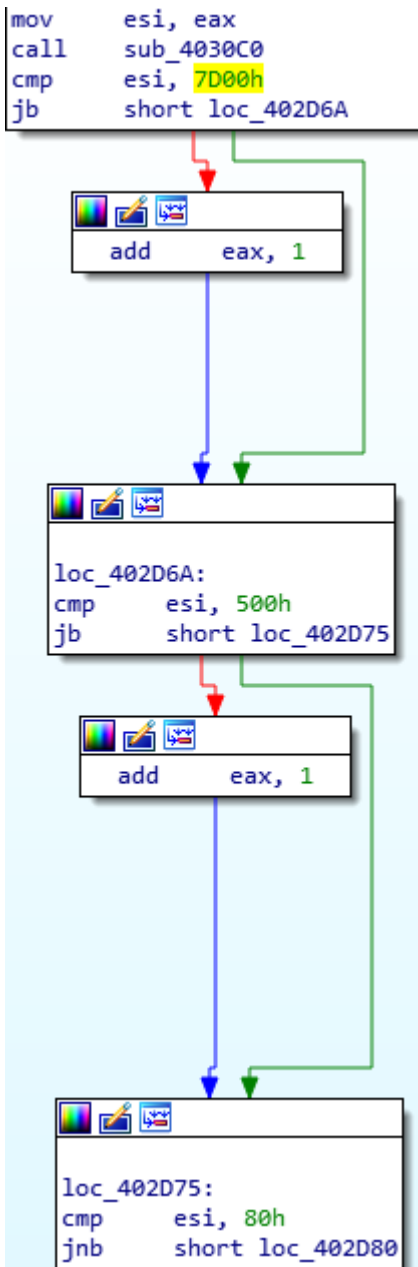 mov esi, eax
call sub_4030C0
cmp esi, 7D00h
jb short loc_402D6A
add eax, 1
loc_402D6A:
cmp esi, 500h
jb short loc_402D75
add eax, 1
loc_402D75:
cmp esi, 80h
jnb short loc_402D80